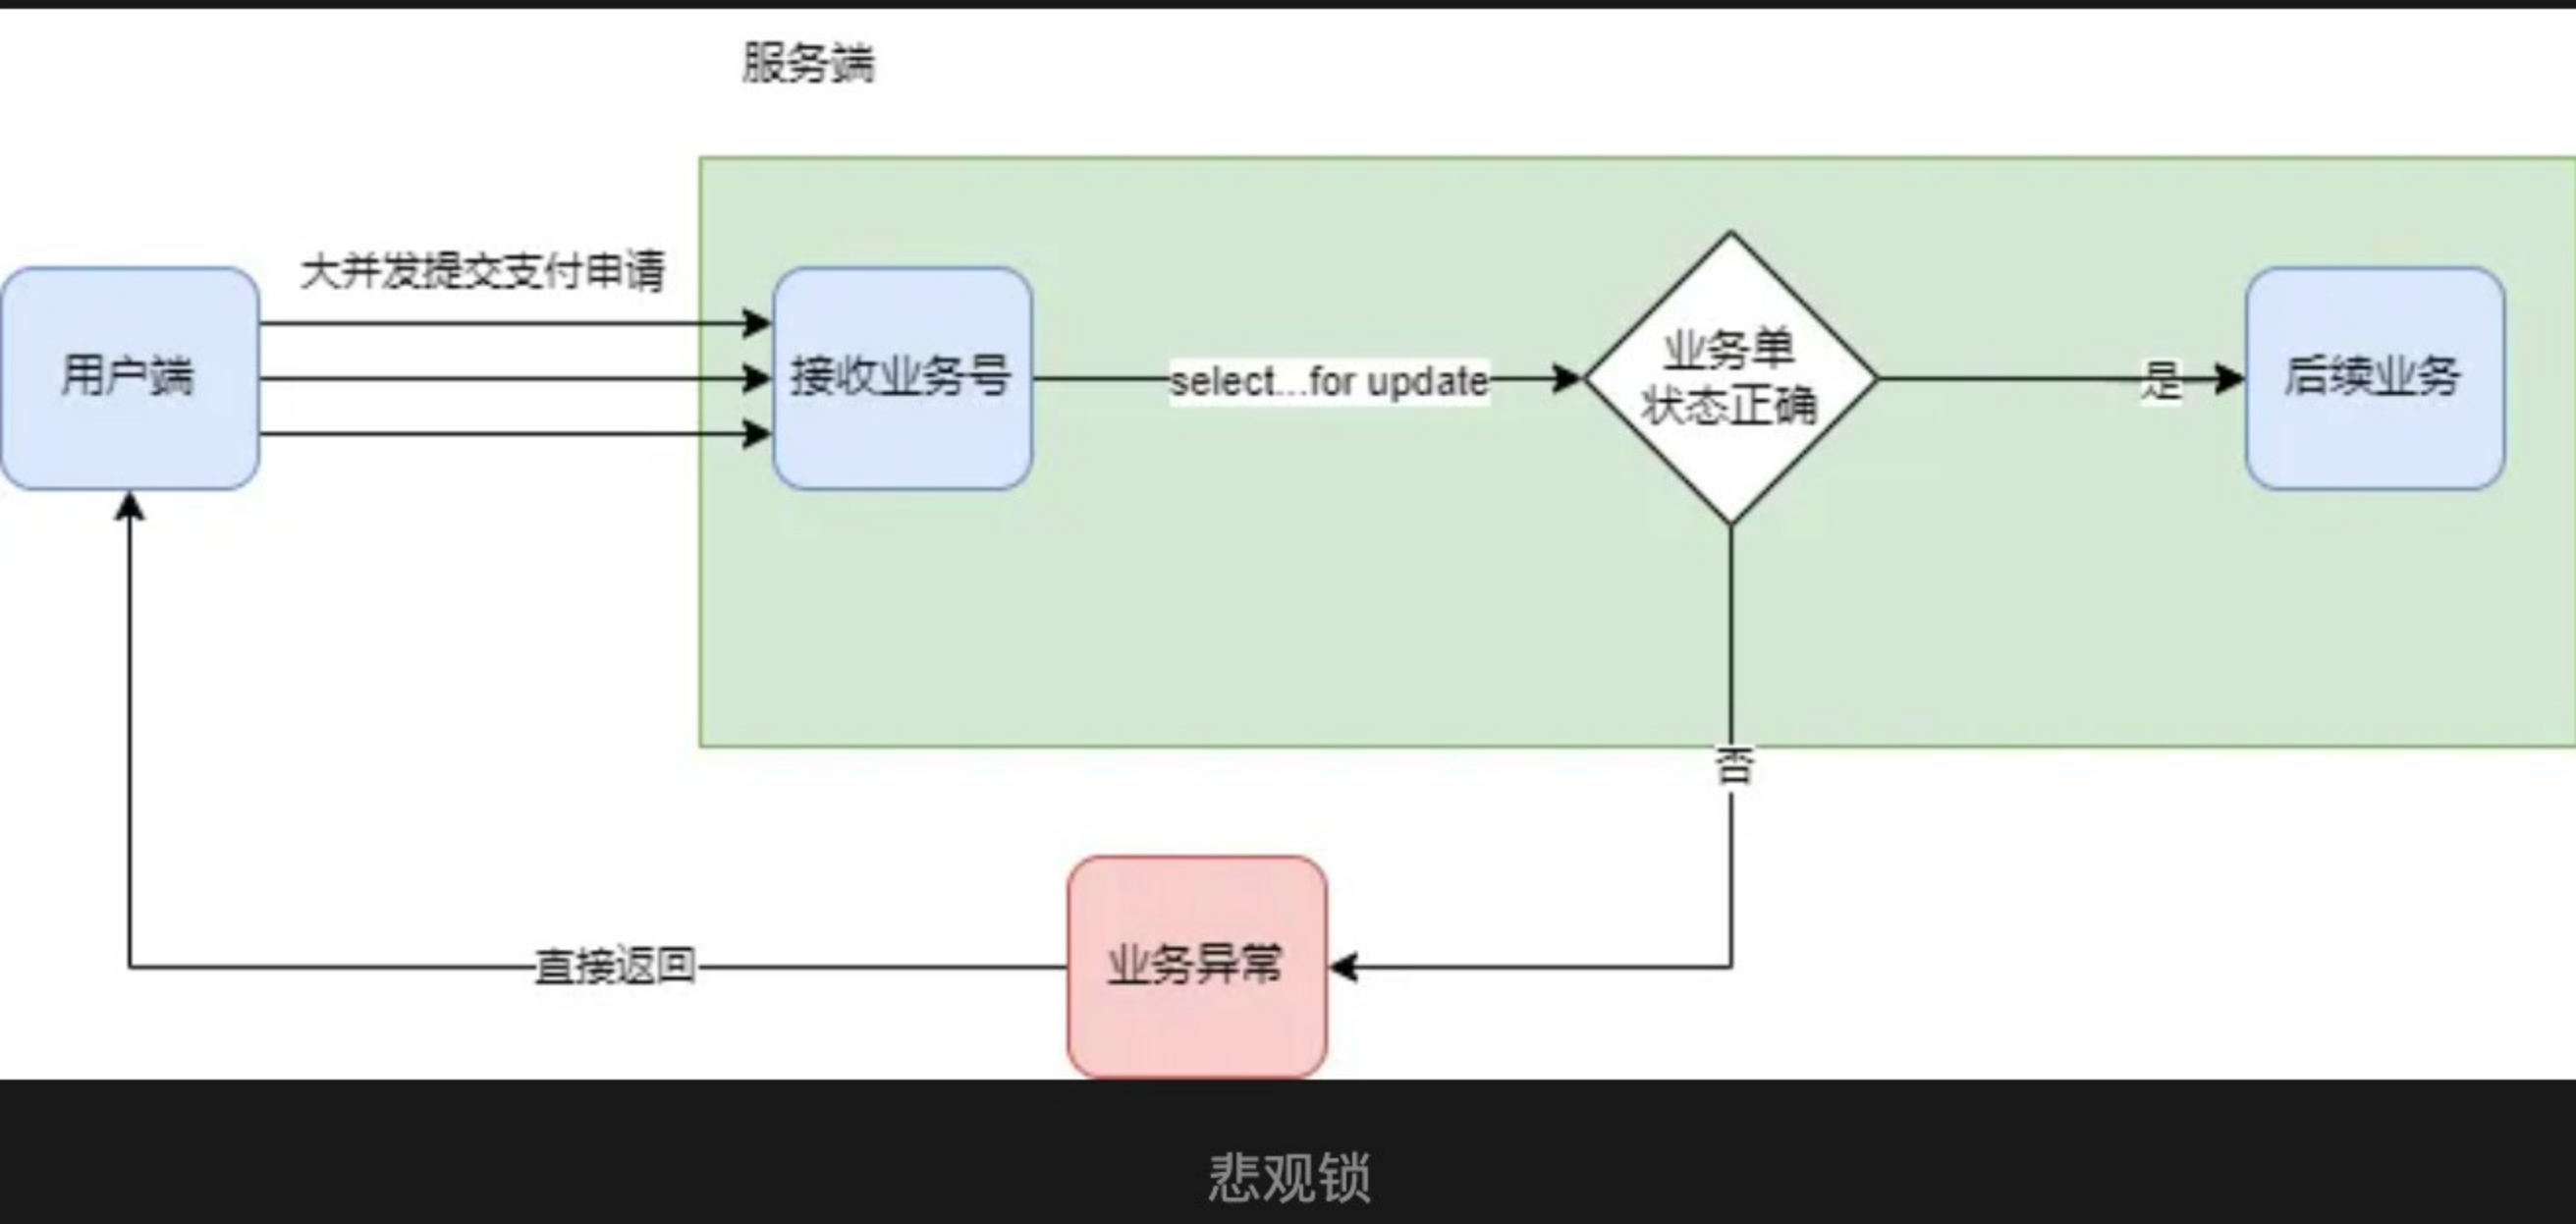 服务端
大并发提交支付申请
用户端
接收业务号
select...for update
业务单
状态正确
是
后续业务
否
直接返回
业务异常
悲观锁